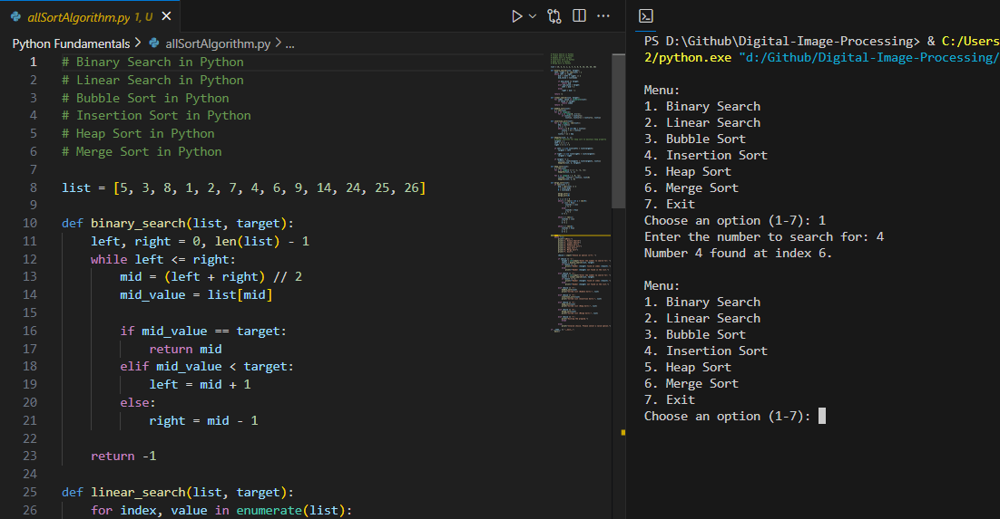 allSortAlgorithm.py 1, U
Python Fundamentals > allSortAlgorithm.py > ...
1 # Binary Search in Python
2 # Linear Search in Python
3 # Bubble Sort in Python
4 # Insertion Sort in Python
5 # Heap Sort in Python
6 # Merge Sort in Python
7
8 list = [5, 3, 8, 1, 2, 7, 4, 6, 9, 14, 24, 25, 26]
9
10 def binary_search(list, target):
11     left, right = 0, len(list) - 1
12     while left <= right:
13         mid = (left + right) // 2
14         mid_value = list[mid]
15
16         if mid_value == target:
17             return mid
18         elif mid_value < target:
19             left = mid + 1
20         else:
21             right = mid - 1
22
23     return -1
24
25 def linear_search(list, target):
26     for index, value in enumerate(list):
PS D:\Github\Digital-Image-Processing> & C:/Users
2/python.exe "d:/Github/Digital-Image-Processing/
Menu:
1. Binary Search
2. Linear Search
3. Bubble Sort
4. Insertion Sort
5. Heap Sort
6. Merge Sort
7. Exit
Choose an option (1-7): 1
Enter the number to search for: 4
Number 4 found at index 6.
Menu:
1. Binary Search
2. Linear Search
3. Bubble Sort
4. Insertion Sort
5. Heap Sort
6. Merge Sort
7. Exit
Choose an option (1-7):